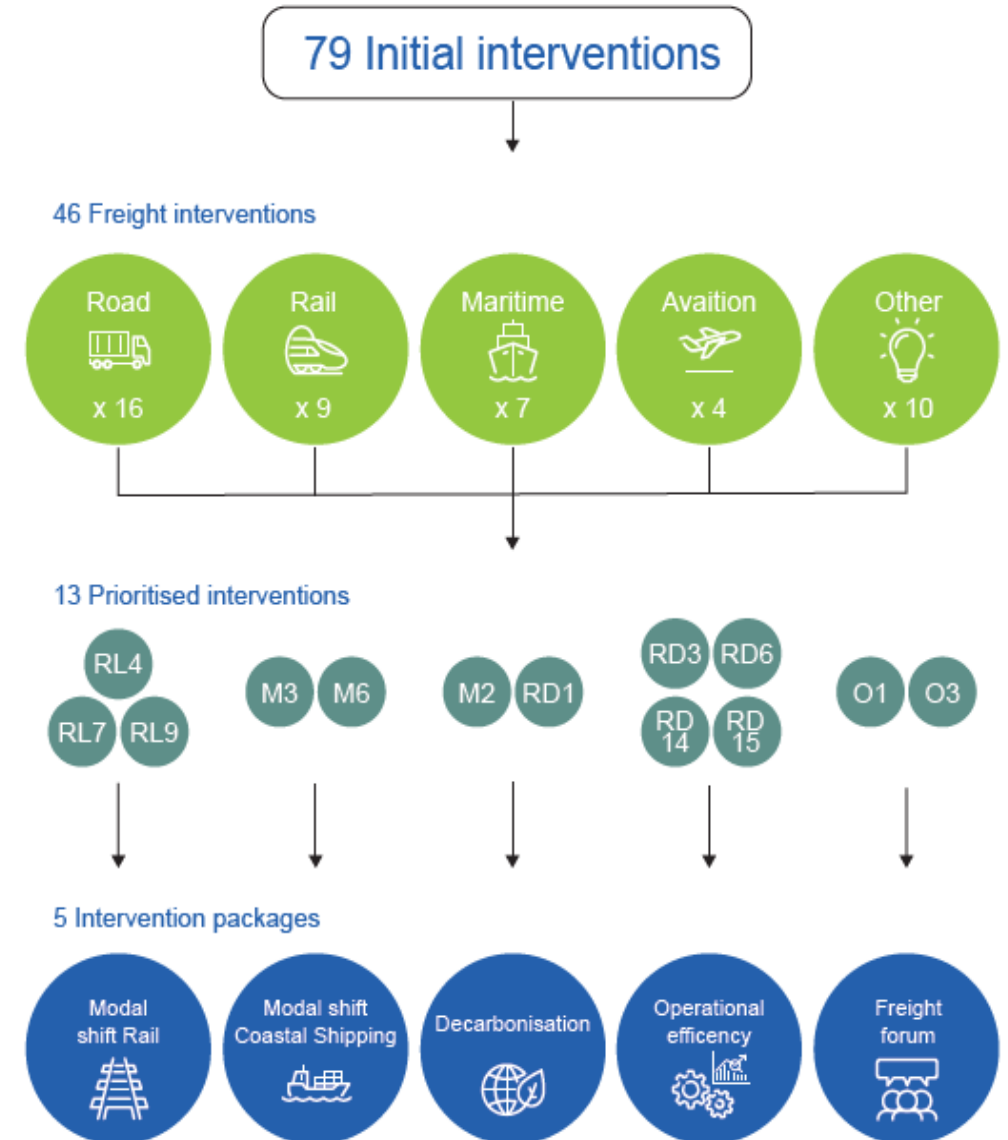 79 Initial interventions
46 Freight interventions
Road
x 16
Rail
x 9
Maritime
x 7
Avaition
x 4
Other
x 10
13 Prioritised interventions
RL4
RL7 RL9
M3 M6
M2 RD1
RD3 RD6
RD
14
RD
15
O1 O3
5 Intervention packages
Modal
shift Rail
Modal shift
Coastal Shipping
Decarbonisation
Operational
efficency
Freight
forum